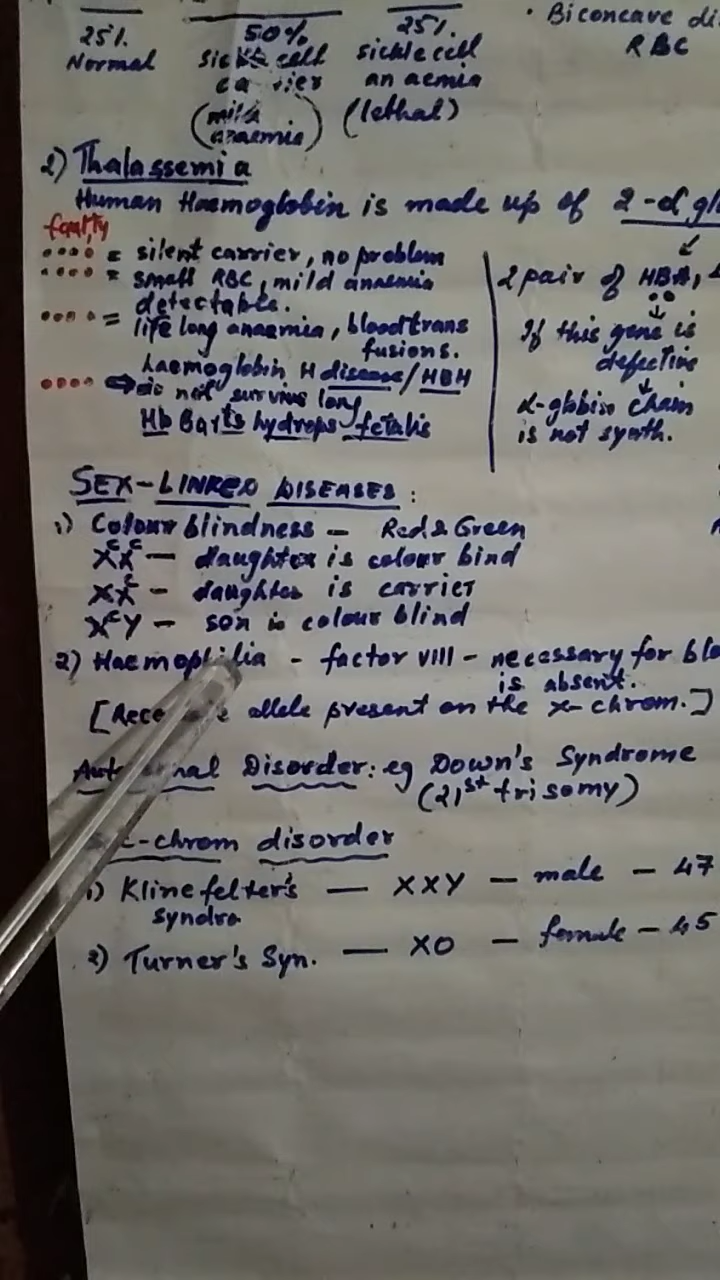 25%. 50% 25%.
Normal Sickle cell carrier (mild anaemia) sickle cell anaemia (lethal)
• Biconcave di
RBC
2) Thalassemia
Human Haemoglobin is made up of 2-α gl
faulty
•••• = silent carrier, no problem
•••• = small RBC, mild anaemia
detectable.
•••• = life long anaemia, blood trans
fusions.
Haemoglobin H disease/HBH
•••• ⇒ do not survive long
Hb Barts hydrops fetalis
↙
2 pair of HBA,
••
↓
If this gene is
defective
↓
α-globin chain
is not synth.
SEX-LINKED DISEASES:
1) Colour blindness — Red & Green
XᶜXᶜ — daughter is colour bind
XXᶜ — daughter is carrier
XᶜY — son is colour blind
2) Haemophilia - factor VIII - necessary for blo
is absent.
[Rece allele present on the x-chrom.]
Autosomal Disorder: eg Down's Syndrome
(21st trisomy)
-chrom disorder
1) Klinefelter's — XXY — male — 47
Syndro
2) Turner's Syn. — XO — female — 45